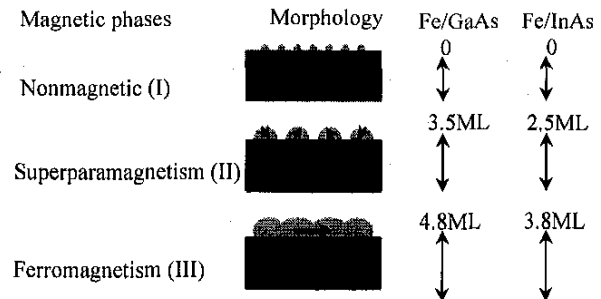 Magnetic phases Morphology Fe/GaAs Fe/InAs
0 0
Nonmagnetic (I)
3.5ML 2.5ML
Superparamagnetism (II)
4.8ML 3.8ML
Ferromagnetism (III)